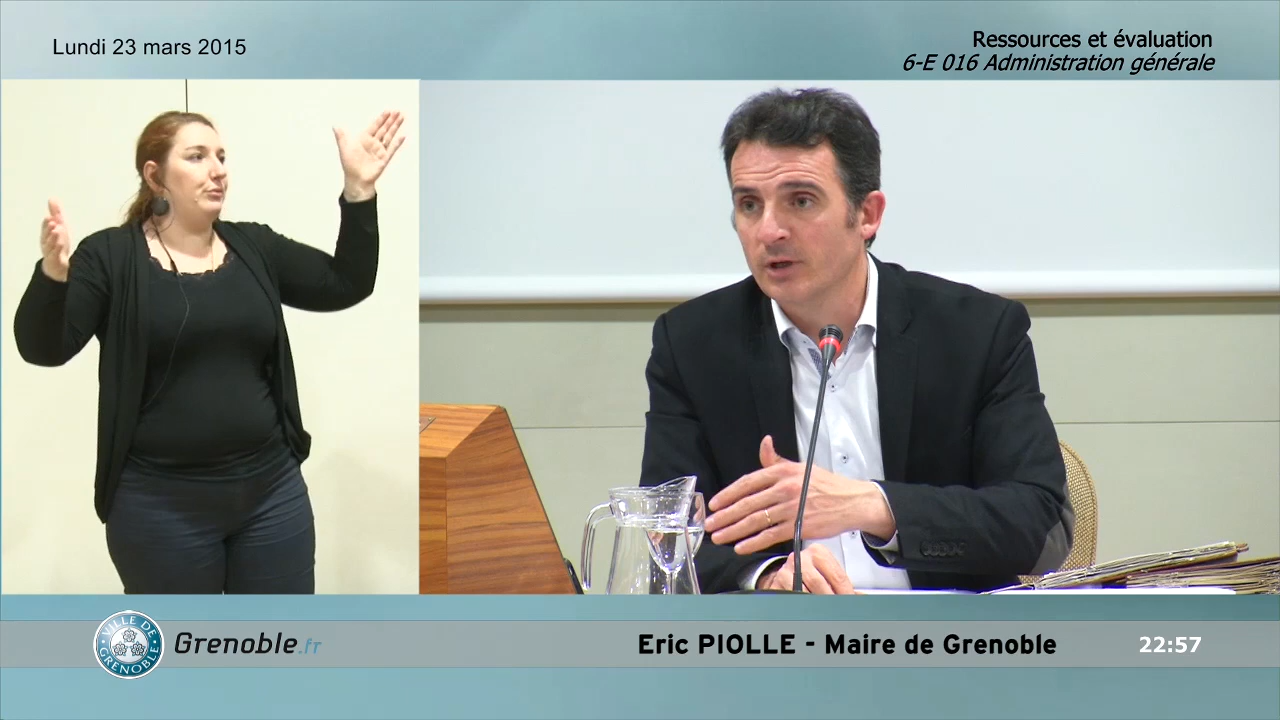 Lundi 23 mars 2015
Ressources et évaluation
6-E 016 Administration générale
VILLE DE GRENOBLE
Grenoble.fr
Eric PIOLLE - Maire de Grenoble
22:57